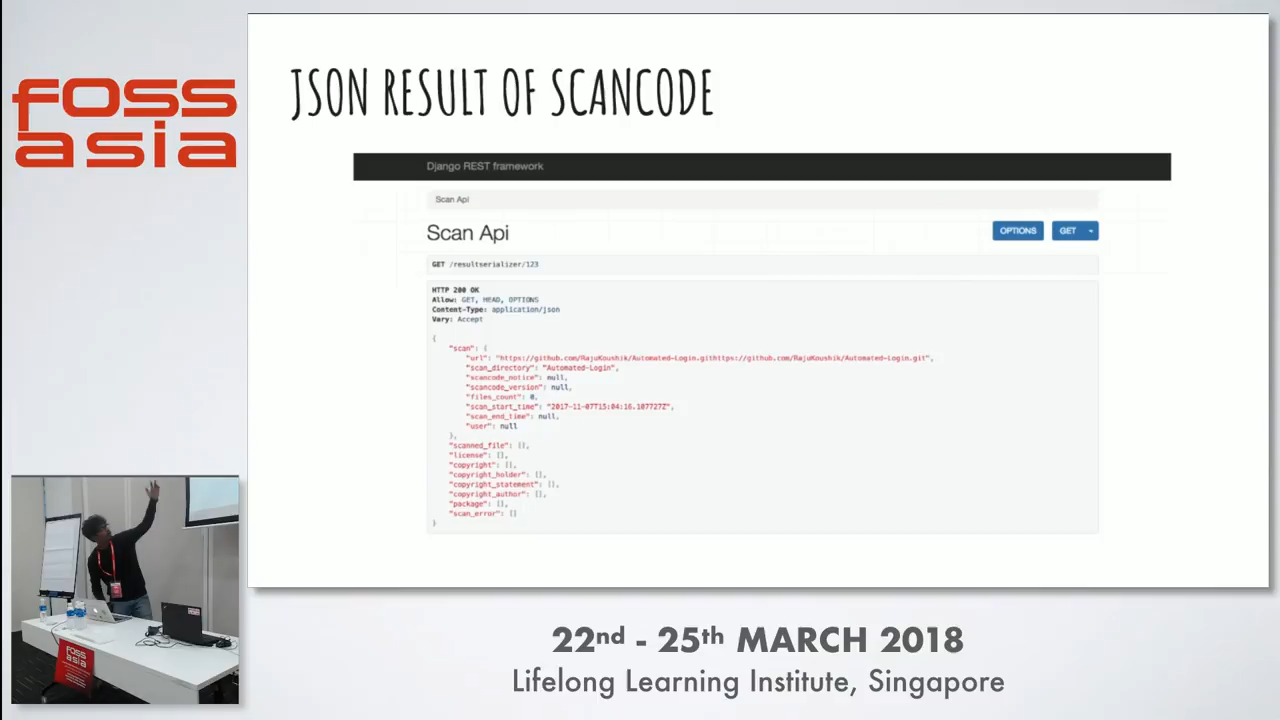 foss
asia
JSON RESULT OF SCANCODE
Django REST framework
Scan Api
Scan Api
OPTIONS
GET
GET /resultserializer/123
HTTP 200 OK
Allow: GET, HEAD, OPTIONS
Content-Type: application/json
Vary: Accept
{
"scan": {
"url": "https://github.com/RajuKoushik/Automated-Login.githttps://github.com/RajuKoushik/Automated-Login.git",
"scan_directory": "Automated-Login",
"scancode_notice": null,
"scancode_version": null,
"files_count": 0,
"scan_start_time": "2017-11-07T15:04:16.107727Z",
"scan_end_time": null,
"user": null
},
"scanned_file": [],
"license": [],
"copyright": [],
"copyright_holder": [],
"copyright_statement": [],
"copyright_author": [],
"package": [],
"scan_error": []
}
foss
asia
22nd - 25th MARCH 2018
Lifelong Learning Institute, Singapore